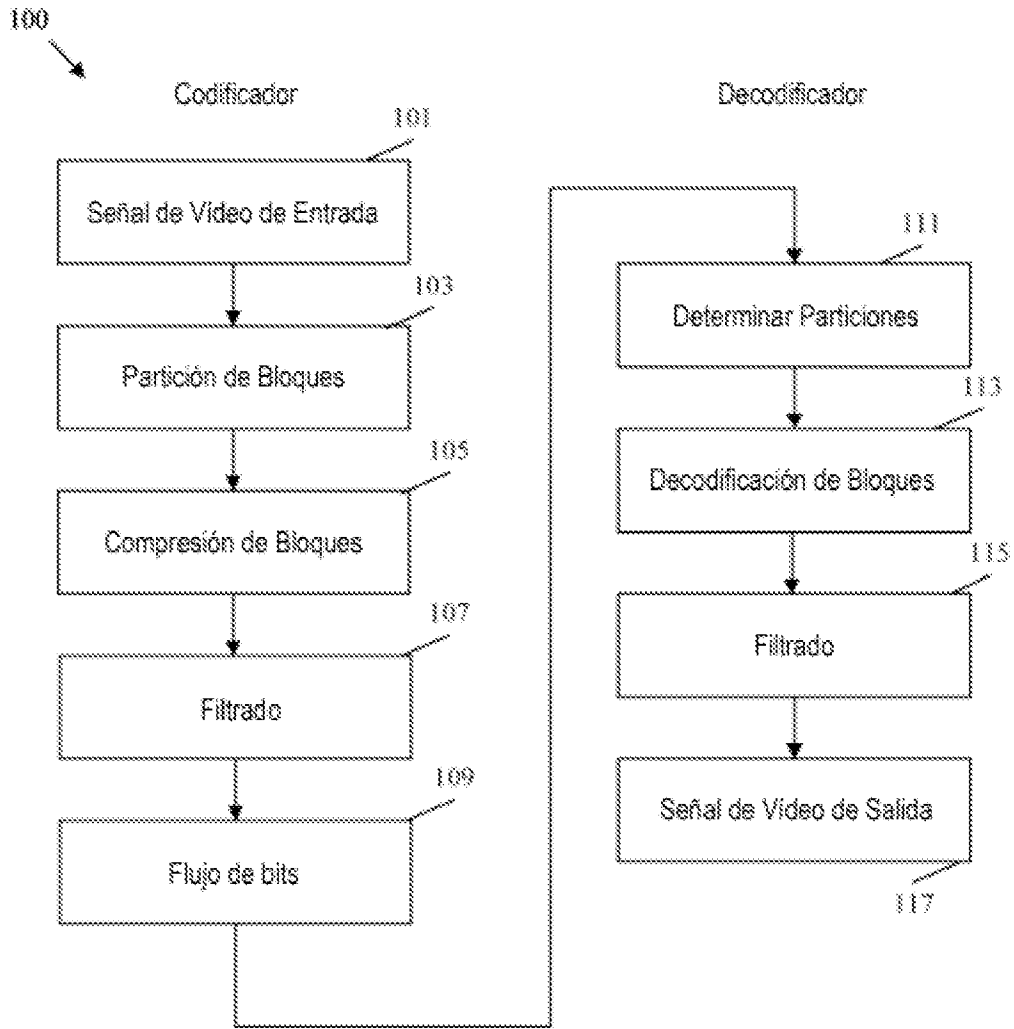 100
Codificador
101
Señal de Vídeo de Entrada
103
Partición de Bloques
105
Compresión de Bloques
107
Filtrado
109
Flujo de bits
Decodificador
111
Determinar Particiones
113
Decodificación de Bloques
115
Filtrado
Señal de Vídeo de Salida
117